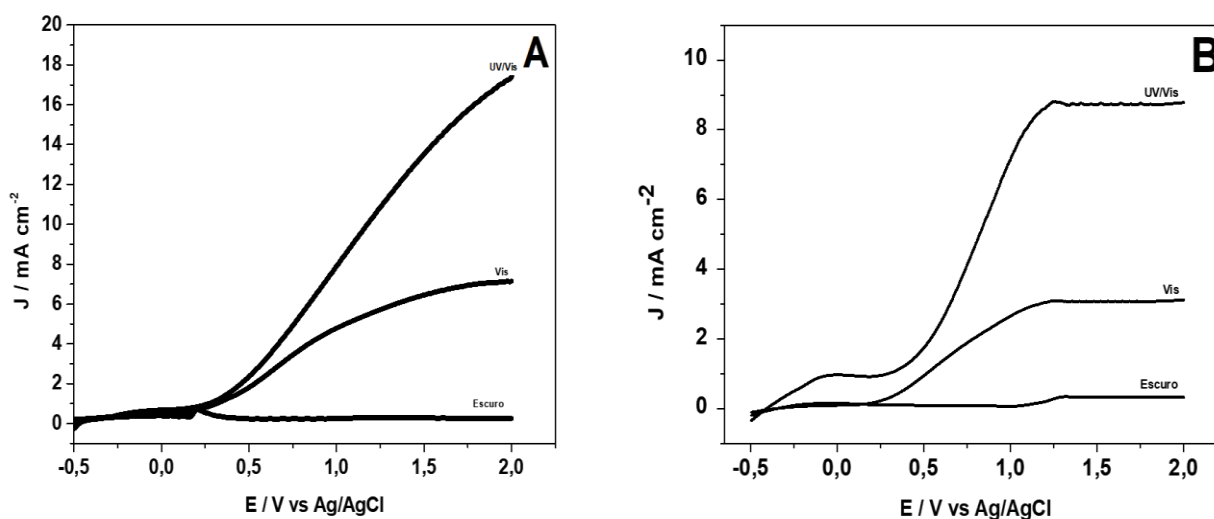 A
20
18
16
14
12
10
8
6
4
2
0
J / mA cm-2
UV/Vis
Vis
Escuro
-0,5 0,0 0,5 1,0 1,5 2,0
E / V vs Ag/AgCl
B
10
8
6
4
2
0
J / mA cm-2
UV/Vis
Vis
Escuro
-0,5 0,0 0,5 1,0 1,5 2,0
E / V vs Ag/AgCl